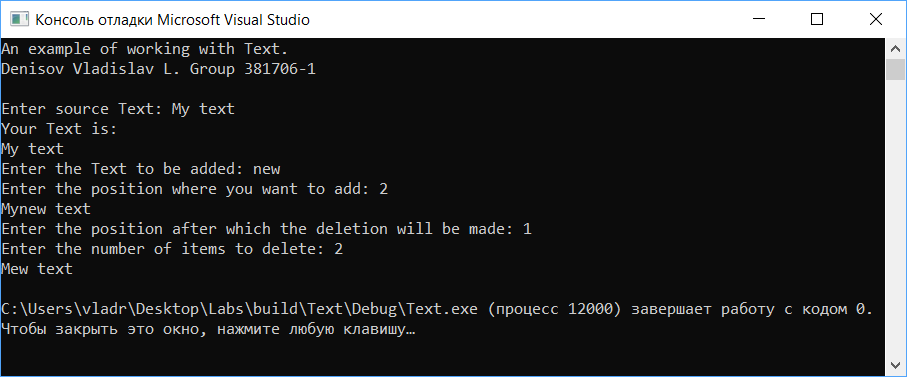 Консоль отладки Microsoft Visual Studio
An example of working with Text.
Denisov Vladislav L. Group 381706-1
Enter source Text: My text
Your Text is:
My text
Enter the Text to be added: new
Enter the position where you want to add: 2
Mynew text
Enter the position after which the deletion will be made: 1
Enter the number of items to delete: 2
Mew text
C:\Users\vladr\Desktop\Labs\build\Text\Debug\Text.exe (процесс 12000) завершает работу с кодом 0.
Чтобы закрыть это окно, нажмите любую клавишу…